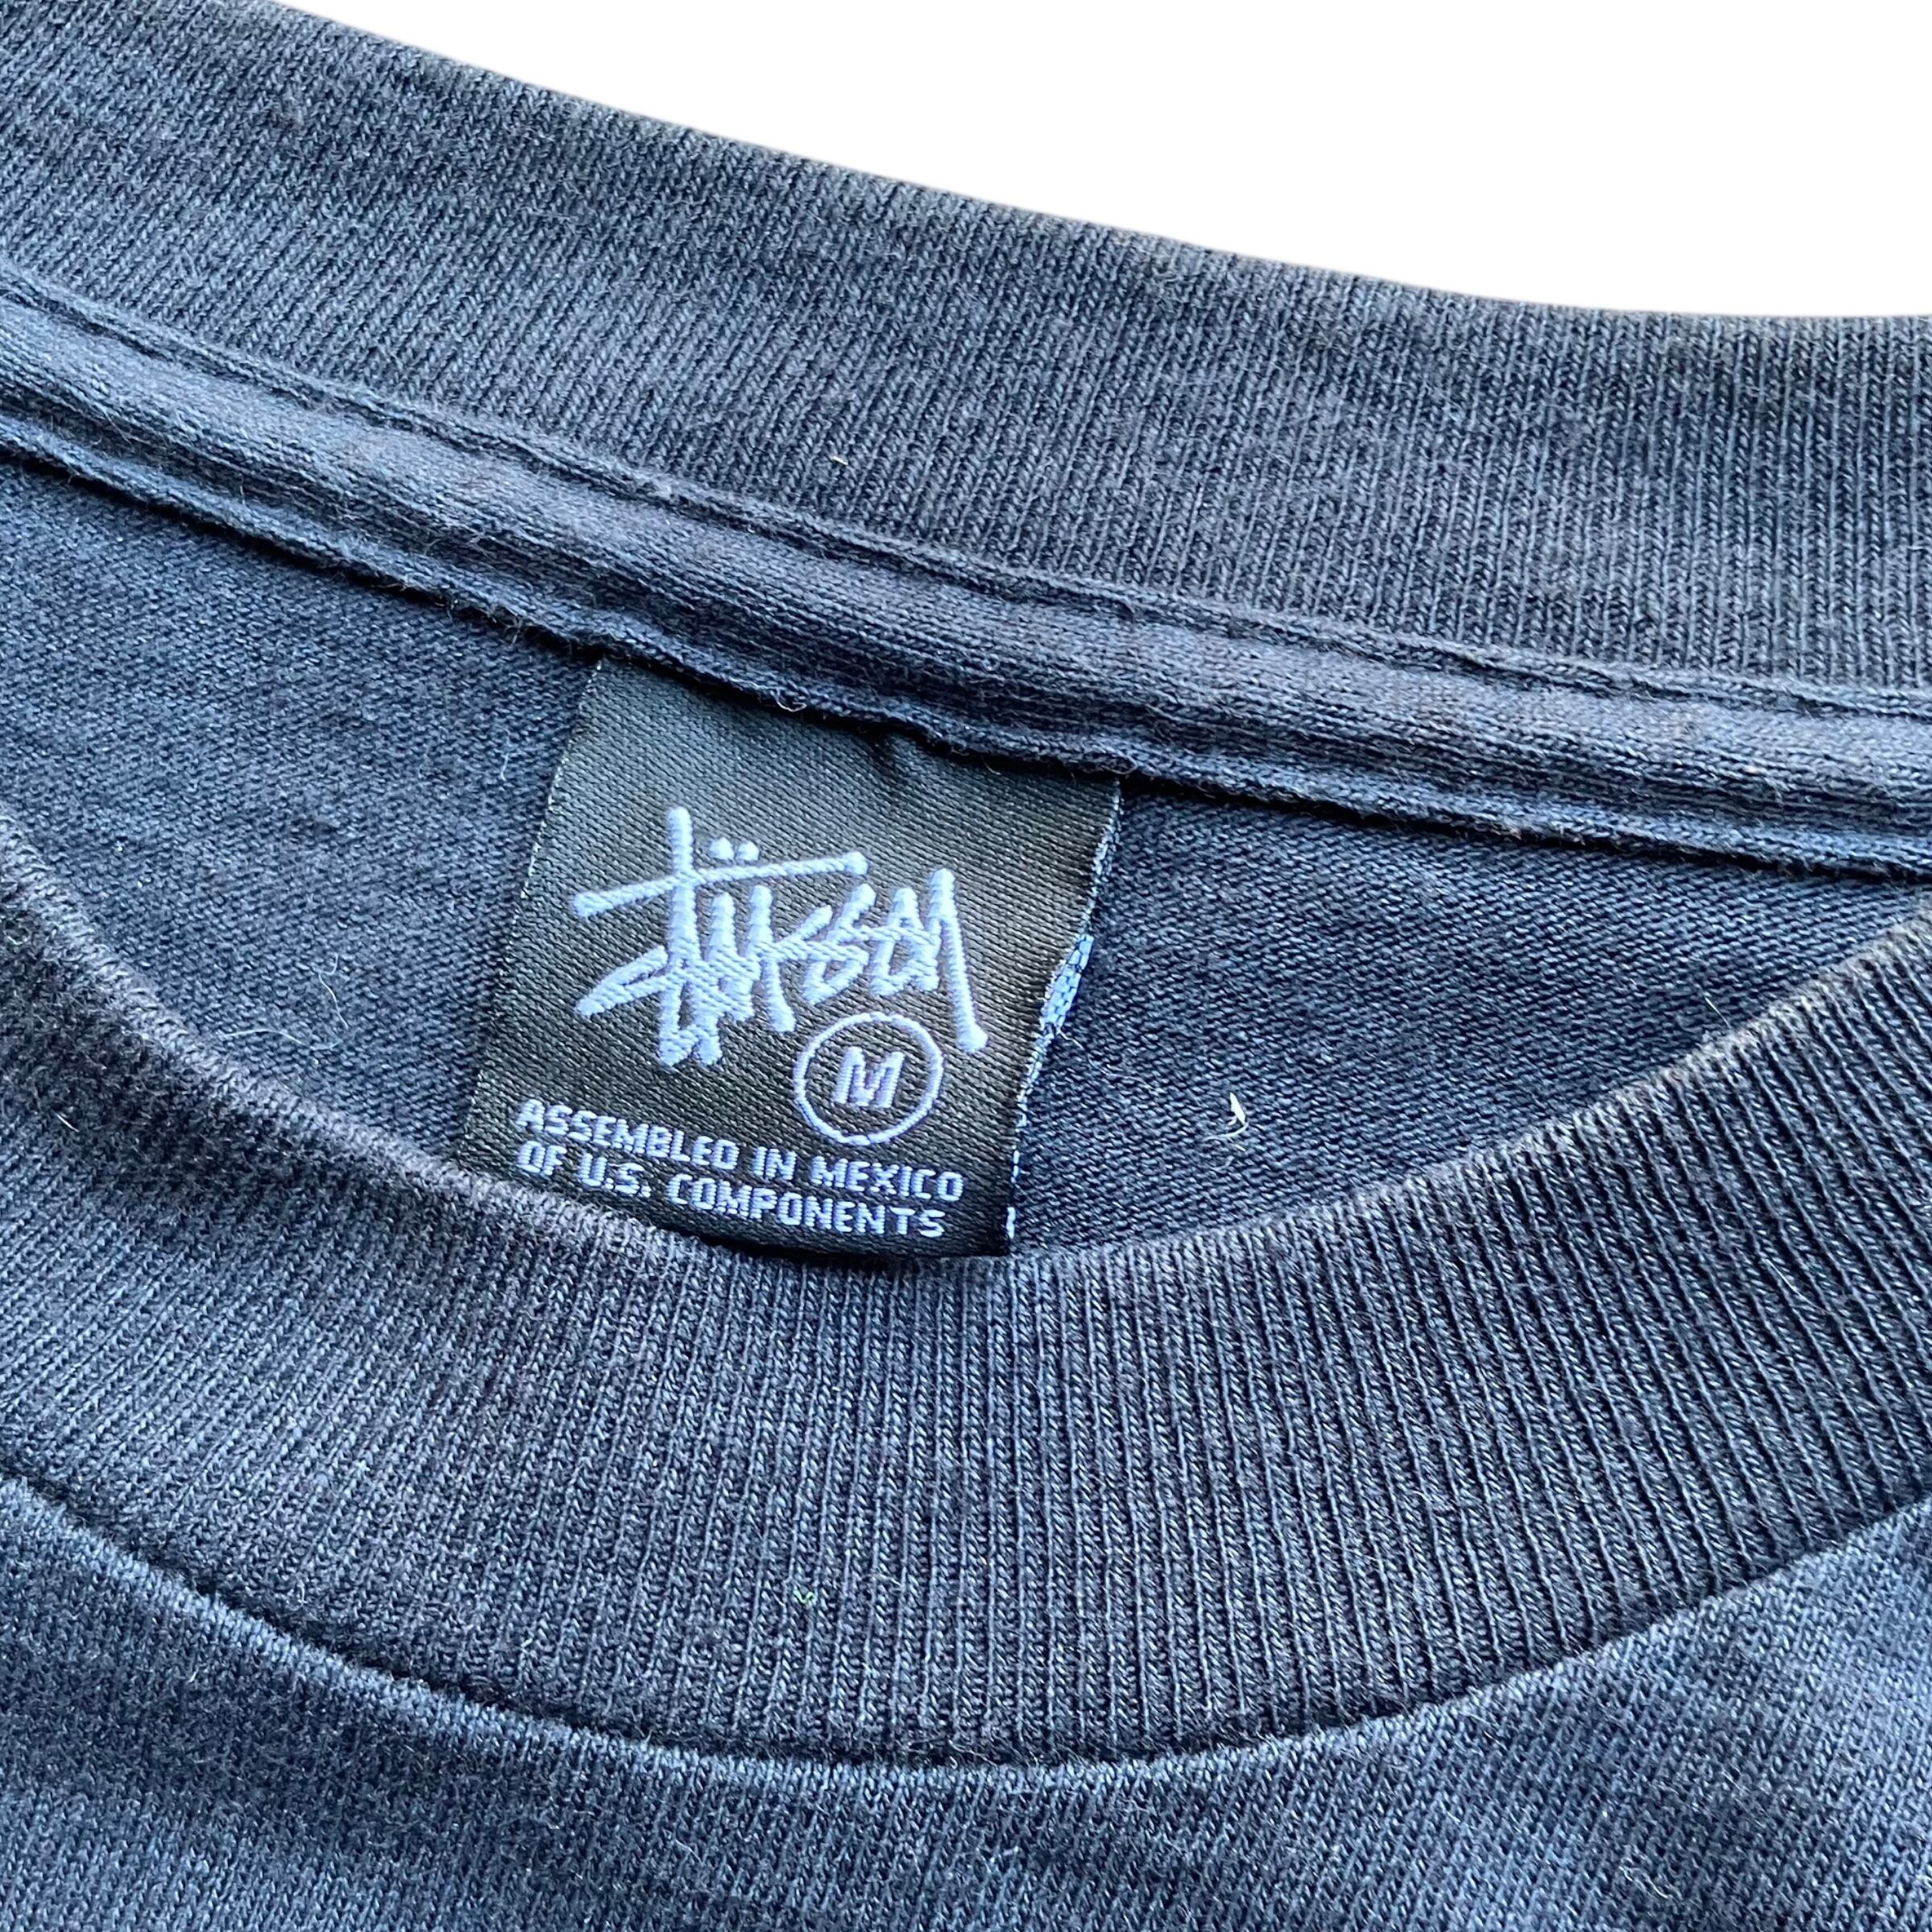 Stüssy
M
ASSEMBLED IN MEXICO
OF U.S. COMPONENTS